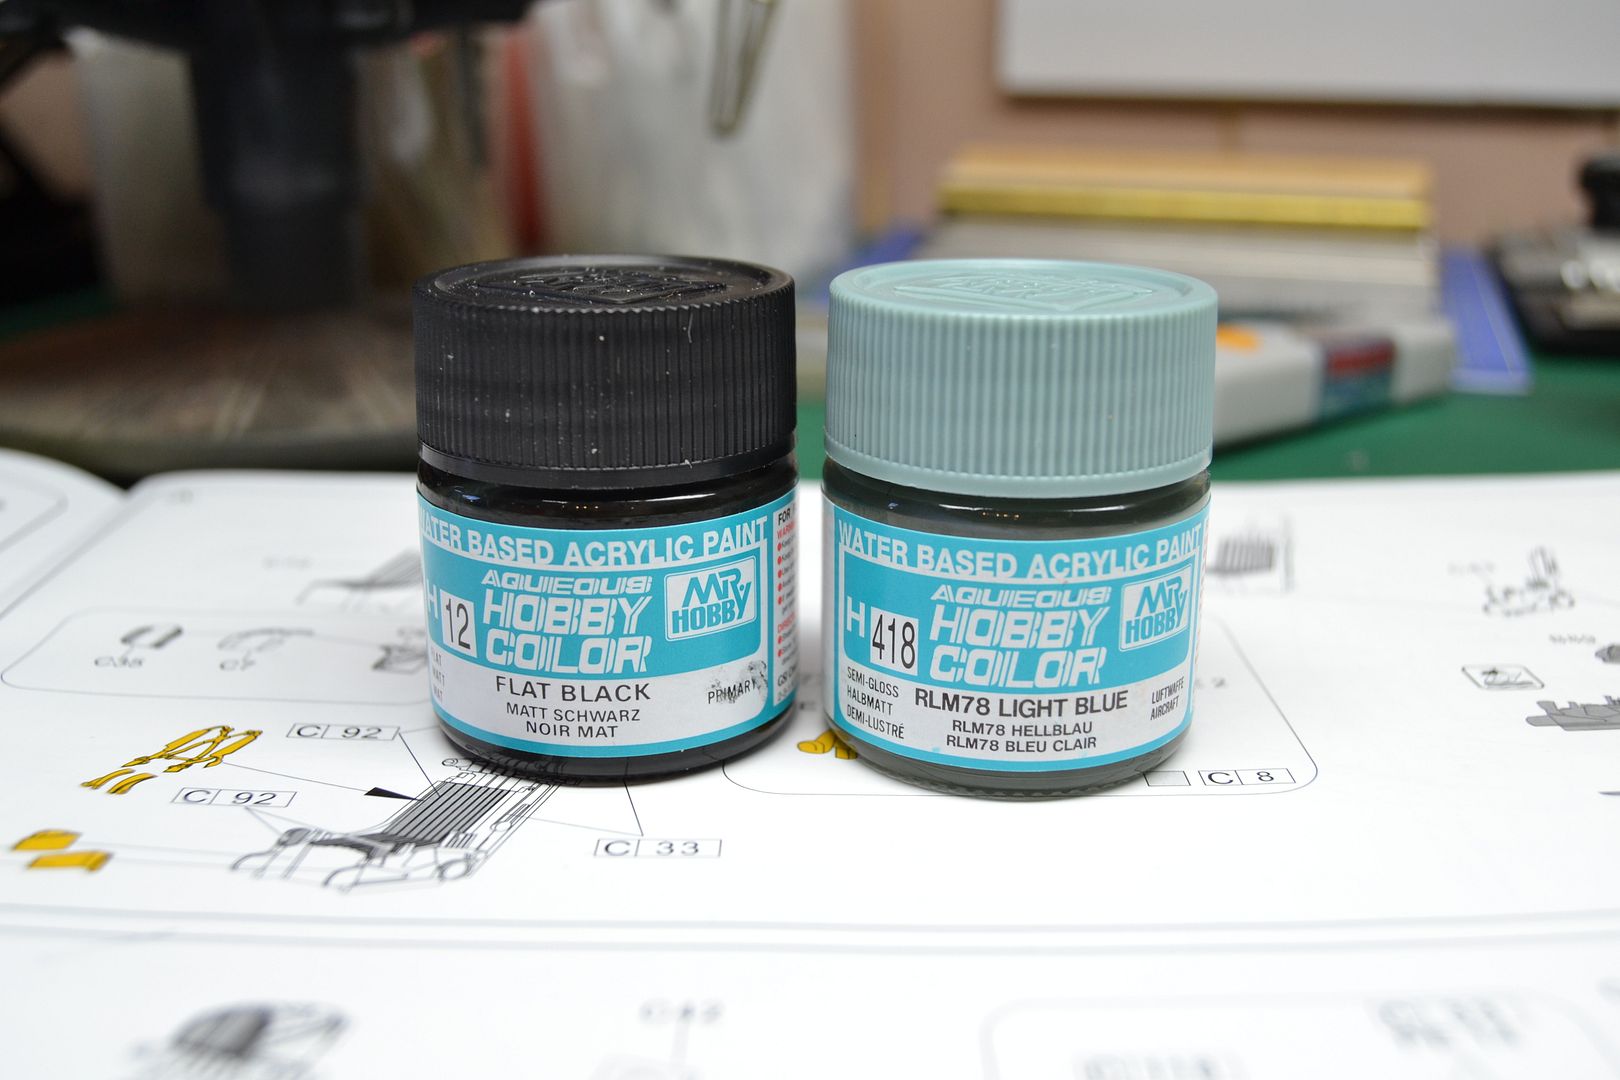 WATER BASED ACRYLIC PAINT
AQUEOUS
HOBBY
COLOR
MR
HOBBY
H
12
FLAT BLACK
MATT SCHWARZ
NOIR MAT
PRIMARY
FOR
WATER BASED ACRYLIC PAINT
AQUEOUS
HOBBY
COLOR
MR
HOBBY
H
418
SEMI-GLOSS
HALBMATT
DEMI-LUSTRÉ
RLM78 LIGHT BLUE
RLM78 HELLBLAU
RLM78 BLEU CLAIR
LUFTWAFFE
AIRCRAFT
C 92
C 92
C 33
C 8
C7